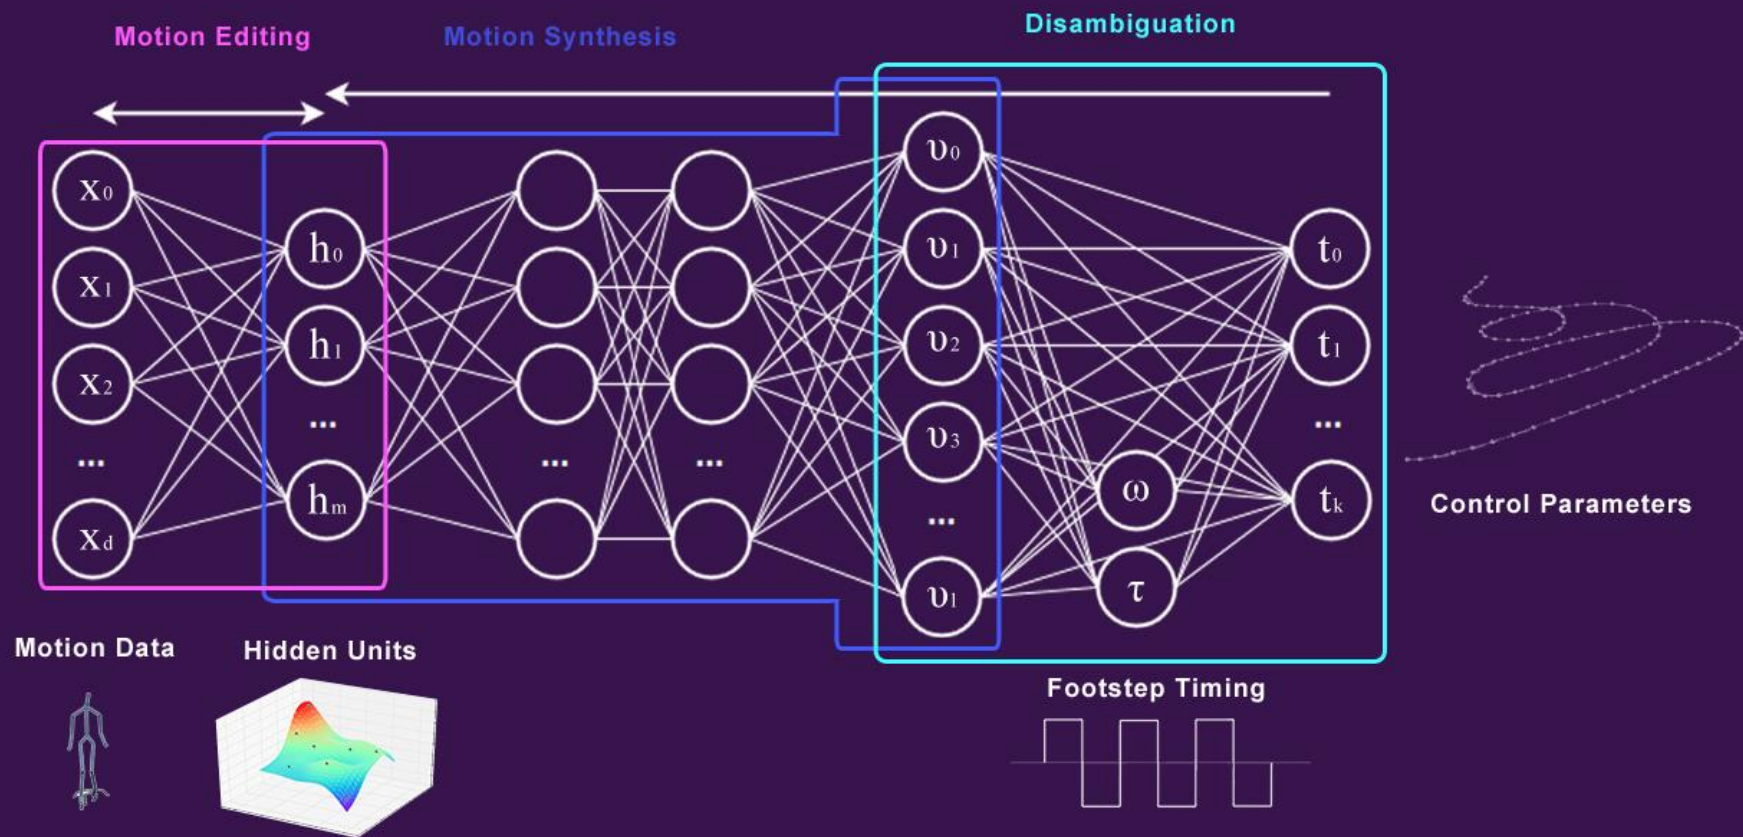 Motion Editing
Motion Synthesis
Disambiguation
x0
x1
x2
...
xd
h0
h1
...
hm
...
...
υ0
υ1
υ2
υ3
...
υl
ω
τ
t0
t1
...
tk
Control Parameters
Motion Data
Hidden Units
Footstep Timing